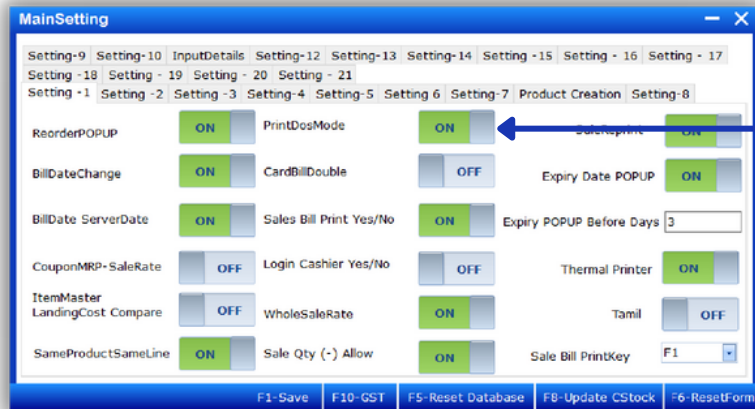 MainSetting
Setting-9 Setting-10 InputDetails Setting-12 Setting-13 Setting-14 Setting -15 Setting - 16 Setting - 17
Setting -18 Setting - 19 Setting - 20 Setting - 21
Setting -1 Setting -2 Setting -3 Setting-4 Setting-5 Setting 6 Setting-7 Product Creation Setting-8
ReorderPOPUP ON PrintDosMode ON SaleReprint ON
BillDateChange ON CardBillDouble OFF Expiry Date POPUP ON
BillDate ServerDate ON Sales Bill Print Yes/No ON Expiry POPUP Before Days 3
CouponMRP-SaleRate OFF Login Cashier Yes/No OFF Thermal Printer ON
ItemMaster
LandingCost Compare OFF WholeSaleRate ON Tamil OFF
SameProductSameLine ON Sale Qty (-) Allow ON Sale Bill PrintKey F1
F1-Save F10-GST F5-Reset Database F8-Update CStock F6-ResetForm